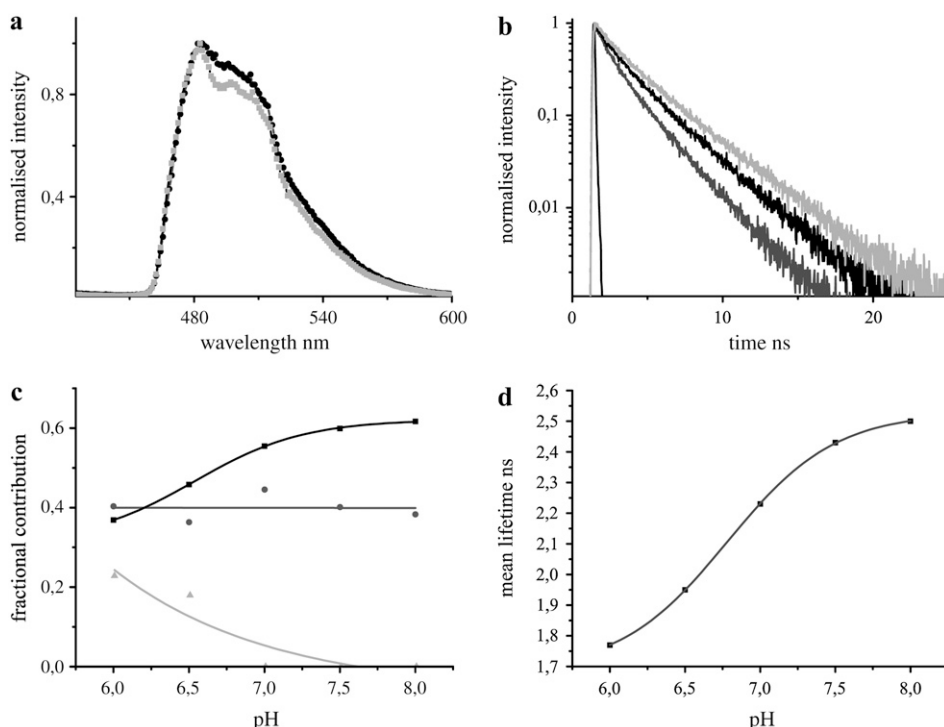 a
normalised intensity
0.8
0.4
480
540
600
wavelength nm
b
normalised intensity
1
0,1
0,01
0
10
20
time ns
c
fractional contribution
0,6
0,4
0,2
0,0
6,0
6,5
7,0
7,5
8,0
pH
d
mean lifetime ns
2,6
2,5
2,4
2,3
2,2
2,1
2,0
1,9
1,8
1,7
6,0
6,5
7,0
7,5
8,0
pH